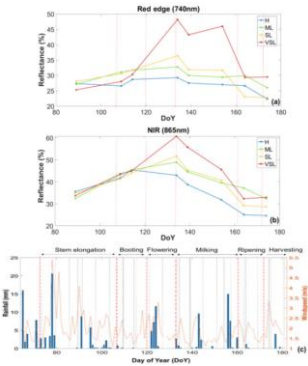 Red edge (740nm)
Reflectance (%)
50
45
40
35
30
25
20
H
ML
SL
VSL
80 100 120 140 160 180
DoY
(a)
NIR (865nm)
Reflectance (%)
60
50
40
30
20
H
ML
SL
VSL
80 100 120 140 160 180
DoY
(b)
Stem elongation Booting Flowering Milking Ripening Harvesting
Rainfall (mm)
25
20
15
10
5
0
80 100 120 140 160 180
Day of Year (DoY)
(c)